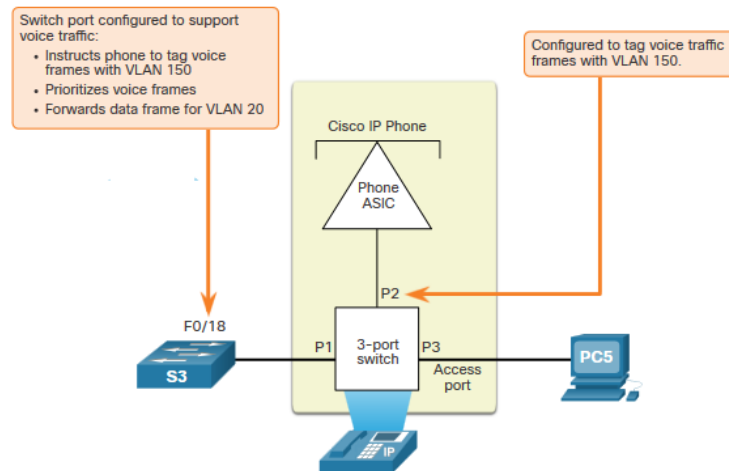 Switch port configured to support
voice traffic:
• Instructs phone to tag voice
frames with VLAN 150
• Prioritizes voice frames
• Forwards data frame for VLAN 20
Configured to tag voice traffic
frames with VLAN 150.
Cisco IP Phone
Phone
ASIC
P2
F0/18
P1
3-port
switch
P3
Access
port
S3
PC5
IP